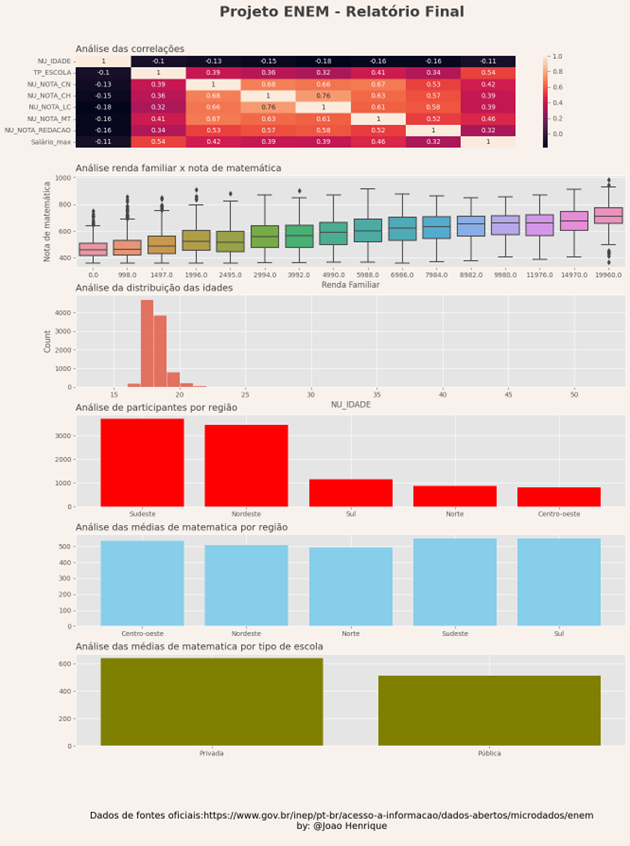 Projeto ENEM - Relatório Final
Análise das correlações
NU_IDADE 1 -0.1 -0.13 -0.15 -0.18 -0.16 -0.16 -0.11
TP_ESCOLA -0.1 1 0.39 0.36 0.32 0.41 0.34 0.54
NU_NOTA_CN -0.13 0.39 1 0.68 0.66 0.67 0.53 0.42
NU_NOTA_CH -0.15 0.36 0.68 1 0.76 0.63 0.57 0.39
NU_NOTA_LC -0.18 0.32 0.66 0.76 1 0.61 0.58 0.39
NU_NOTA_MT -0.16 0.41 0.67 0.63 0.61 1 0.52 0.46
NU_NOTA_REDACAO -0.16 0.34 0.53 0.57 0.58 0.52 1 0.32
Salário_max -0.11 0.54 0.42 0.39 0.39 0.46 0.32 1
1.0
0.8
0.6
0.4
0.2
0.0
Análise renda familiar x nota de matemática
Nota de matemática
1000
800
600
400
0.0 998.0 1497.0 1996.0 2495.0 2994.0 3992.0 4990.0 5988.0 6986.0 7984.0 8982.0 9980.0 11976.0 14970.0 19960.0
Renda Familiar
Análise da distribuição das idades
Count
4000
3000
2000
1000
0
15 20 25 30 35 40 45 50
NU_IDADE
Análise de participantes por região
3000
2000
1000
0
Sudeste Nordeste Sul Norte Centro-oeste
Análise das médias de matematica por região
500
400
300
200
100
0
Centro-oeste Nordeste Norte Sudeste Sul
Análise das médias de matematica por tipo de escola
600
400
200
0
Privada Pública
Dados de fontes oficiais:https://www.gov.br/inep/pt-br/acesso-a-informacao/dados-abertos/microdados/enem
by: @Joao Henrique